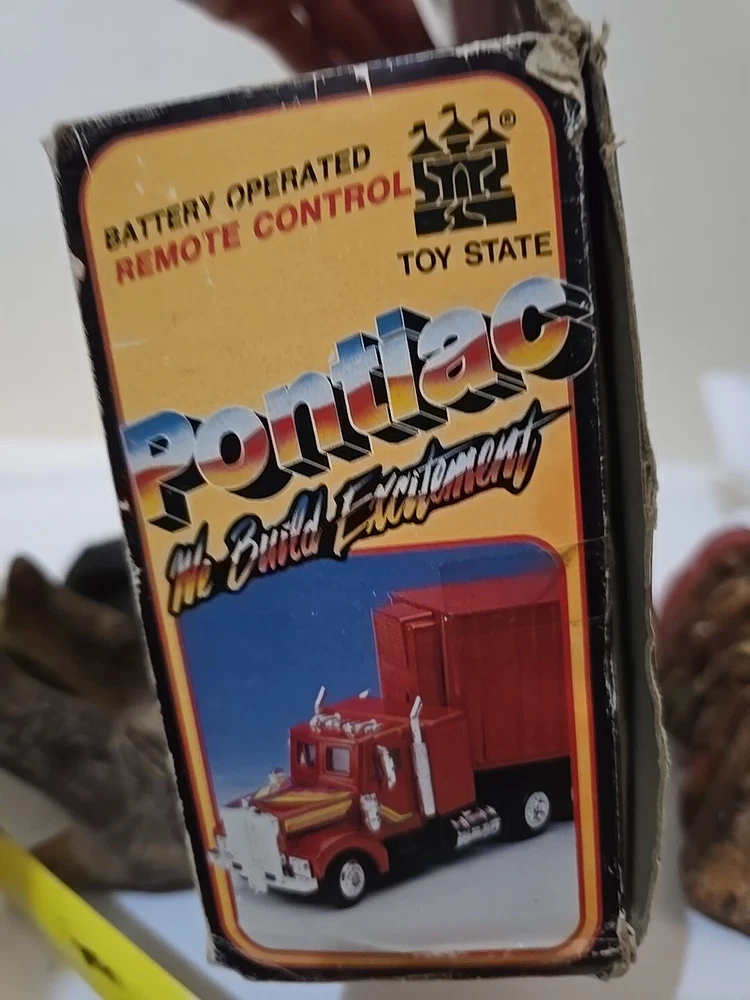 BATTERY OPERATED
REMOTE CONTROL
®
TOY STATE
Pontiac
We Build Excitement